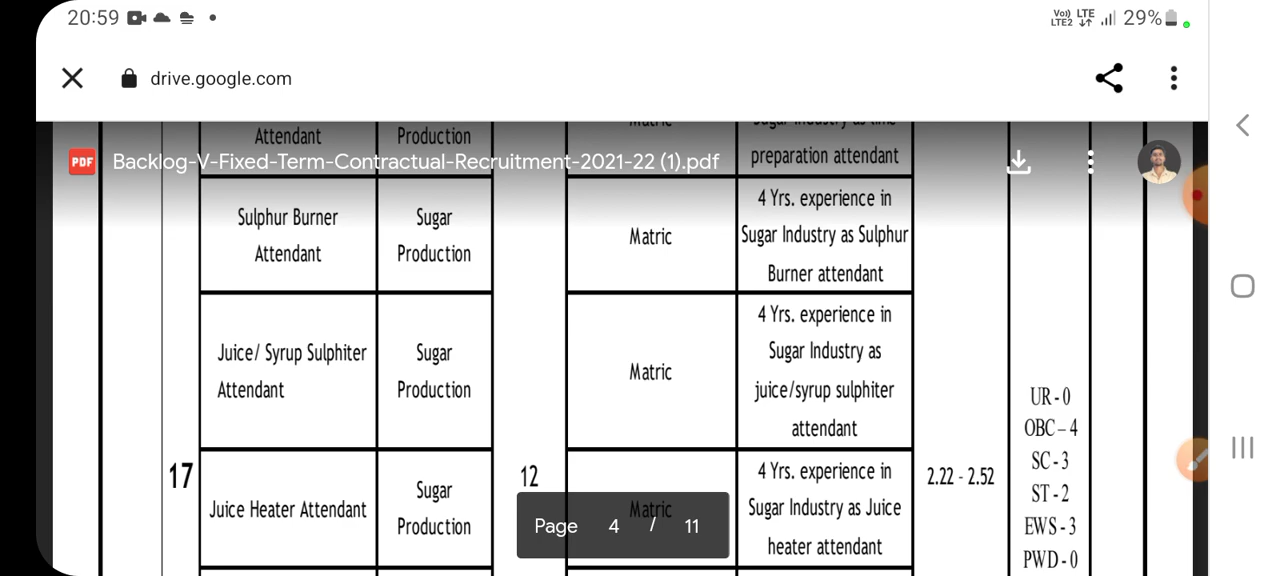 20:59
Vo)) LTE
LTE2 29%
drive.google.com
Attendant Production Matric Sugar Industry as lime
preparation attendant
PDF Backlog-V-Fixed-Term-Contractual-Recruitment-2021-22 (1).pdf
Sulphur Burner
Attendant
Sugar
Production
Matric
4 Yrs. experience in
Sugar Industry as Sulphur
Burner attendant
Juice/ Syrup Sulphiter
Attendant
Sugar
Production
Matric
4 Yrs. experience in
Sugar Industry as
juice/syrup sulphiter
attendant
17
Juice Heater Attendant
Sugar
Production
12
Matric
4 Yrs. experience in
Sugar Industry as Juice
heater attendant
2.22 - 2.52
UR - 0
OBC – 4
SC - 3
ST - 2
EWS - 3
PWD - 0
Page 4 / 11